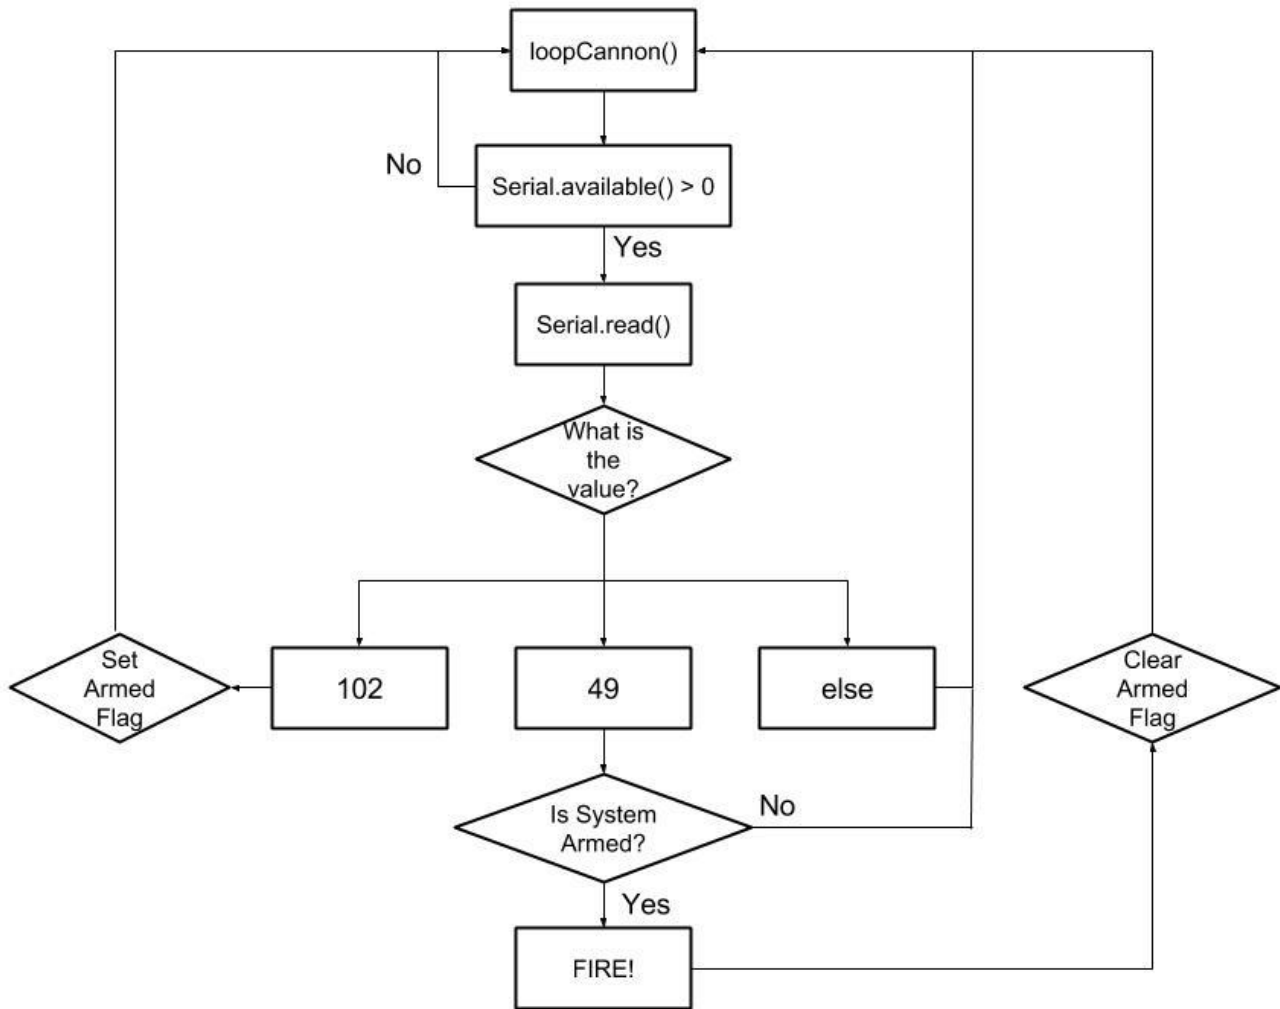 loopCannon()
No
Serial.available() > 0
Yes
Serial.read()
What is
the
value?
Set
Armed
Flag
102
49
else
Clear
Armed
Flag
Is System
Armed?
No
Yes
FIRE!